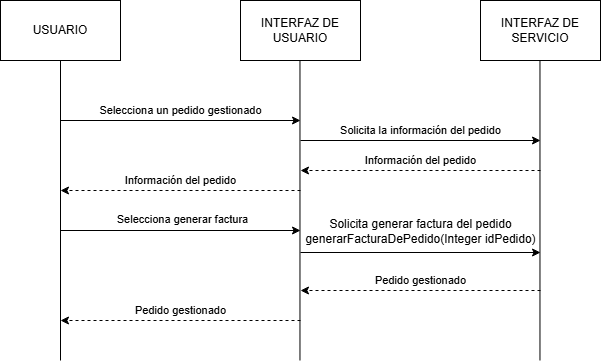 USUARIO
INTERFAZ DE
USUARIO
INTERFAZ DE
SERVICIO
Selecciona un pedido gestionado
Solicita la información del pedido
Información del pedido
Información del pedido
Selecciona generar factura
Solicita generar factura del pedido
generarFacturaDePedido(Integer idPedido)
Pedido gestionado
Pedido gestionado